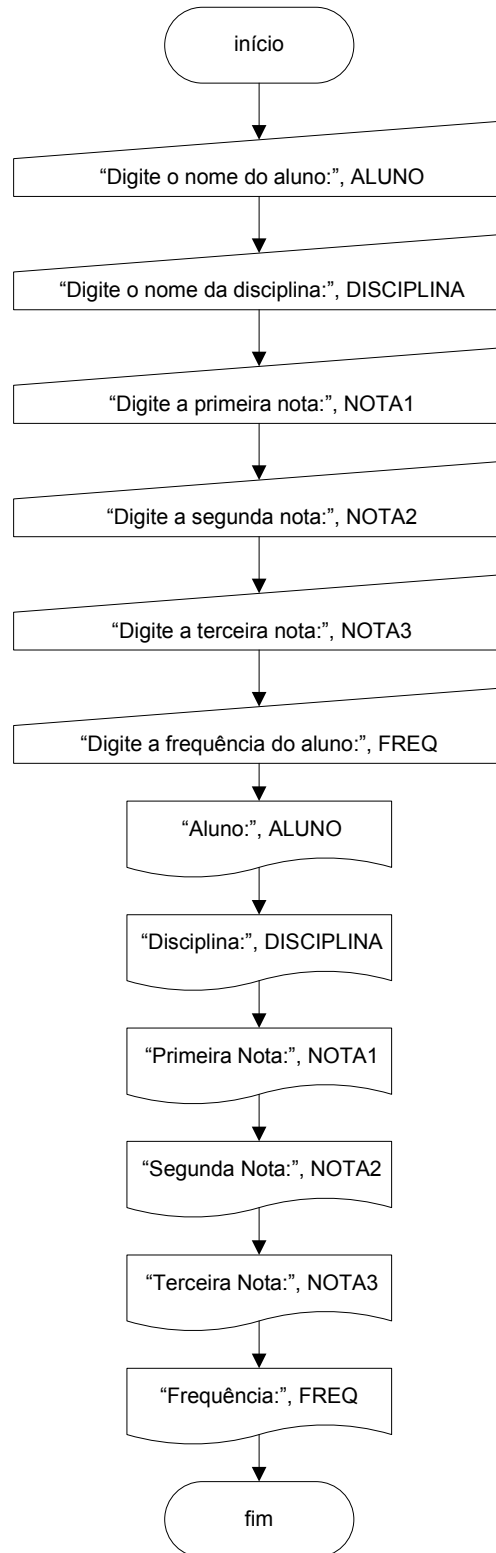 início
“Digite o nome do aluno:”, ALUNO
“Digite o nome da disciplina:”, DISCIPLINA
“Digite a primeira nota:”, NOTA1
“Digite a segunda nota:”, NOTA2
“Digite a terceira nota:”, NOTA3
“Digite a frequência do aluno:”, FREQ
“Aluno:”, ALUNO
“Disciplina:”, DISCIPLINA
“Primeira Nota:”, NOTA1
“Segunda Nota:”, NOTA2
“Terceira Nota:”, NOTA3
“Frequência:”, FREQ
fim